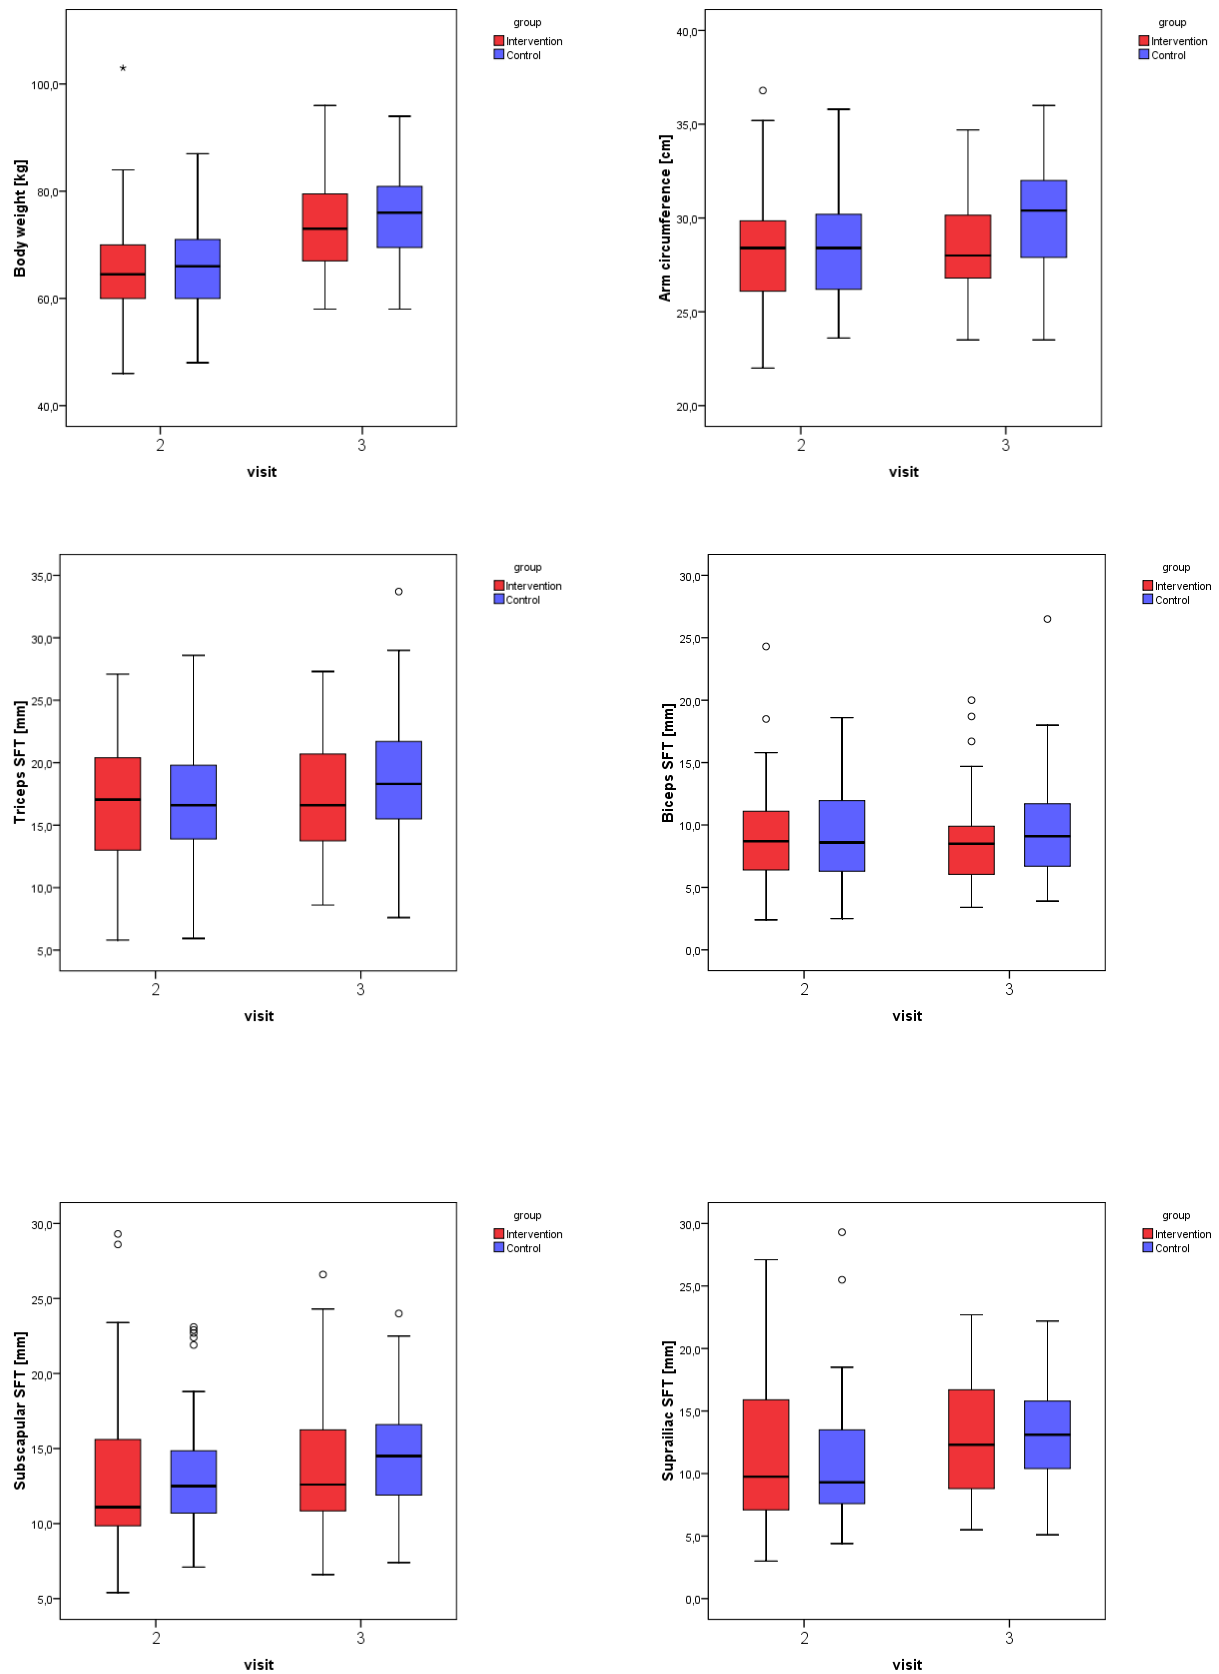 group
Intervention
Control
Body weight [kg]
100,0
80,0
60,0
40,0
2
3
visit
group
Intervention
Control
Arm circumference [cm]
40,0
35,0
30,0
25,0
20,0
2
3
visit
group
Intervention
Control
Triceps SFT [mm]
35,0
30,0
25,0
20,0
15,0
10,0
5,0
2
3
visit
group
Intervention
Control
Biceps SFT [mm]
30,0
25,0
20,0
15,0
10,0
5,0
0,0
2
3
visit
group
Intervention
Control
Subscapular SFT [mm]
30,0
25,0
20,0
15,0
10,0
5,0
2
3
visit
group
Intervention
Control
Suprailiac SFT [mm]
30,0
25,0
20,0
15,0
10,0
5,0
0,0
2
3
visit